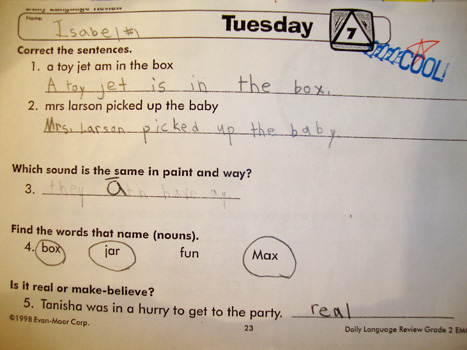 Daily Language Review
Name: Isabel #1
Tuesday
7
COOL!
Correct the sentences.
1. a toy jet am in the box
A toy jet is in the box.
2. mrs larson picked up the baby
Mrs. Larson picked up the baby.
Which sound is the same in paint and way?
3. they ā have ay
Find the words that name (nouns).
4. box jar fun Max
Is it real or make-believe?
5. Tanisha was in a hurry to get to the party. real
©1998 Evan-Moor Corp. 23 Daily Language Review Grade 2 EM